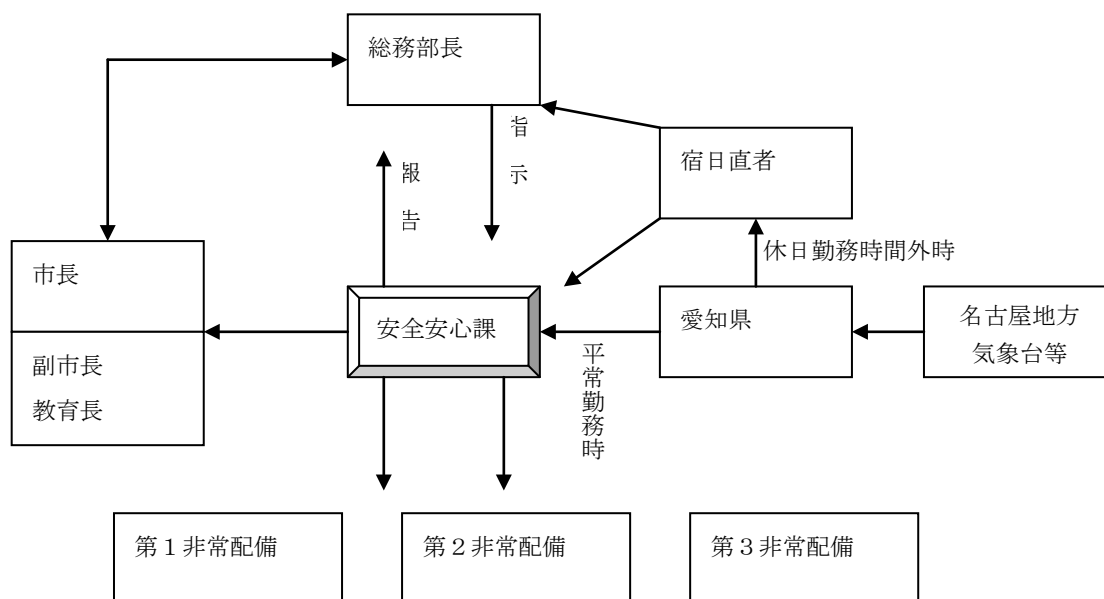 総務部長
指示
報告
宿日直者
休日勤務時間外時
市長
副市長
教育長
安全安心課
平常勤務時
愛知県
名古屋地方
気象台等
第１非常配備
第２非常配備
第３非常配備